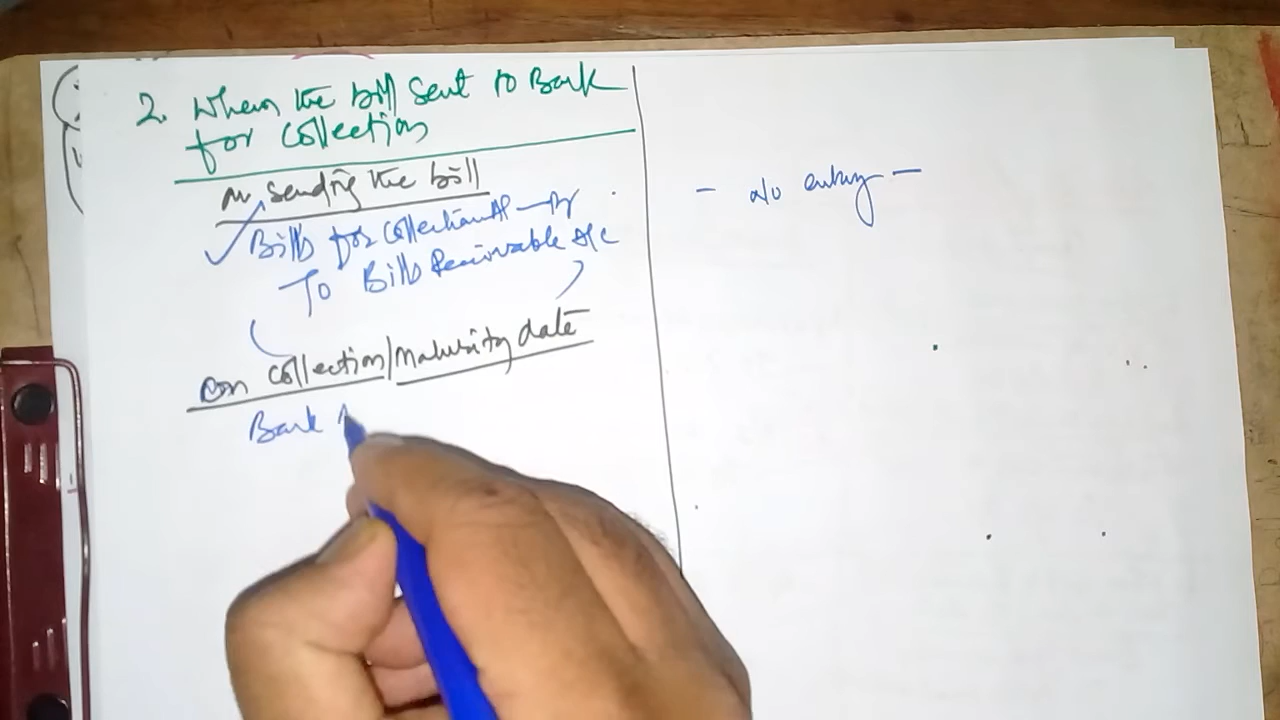 2. When the bill Sent to Bank
for collection
on sending the bill
Bills for collection A/c — Dr
To Bills Receivable A/c
On collection/Maturity date
Bank A
- No entry -